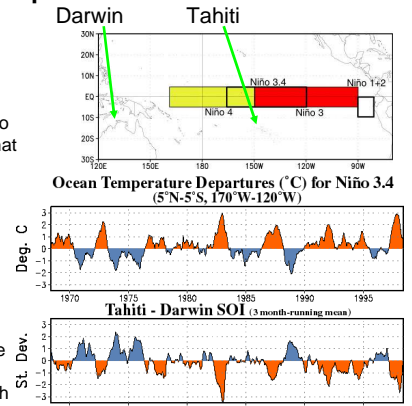 Darwin Tahiti
30N
20N
10N
EQ
10S
20S
30S
Niño 3.4
Niño 1+2
Niño 4
Niño 3
120E 150E 180 150W 120W 90W
o
nat
Ocean Temperature Departures (˚C) for Niño 3.4
(5˚N-5˚S, 170˚W-120˚W)
Deg. C
3
2
1
0
-1
-2
-3
1970 1975 1980 1985 1990 1995
Tahiti - Darwin SOI (3 month-running mean)
e
h
St. Dev.
3
2
1
0
-1
-2
-3